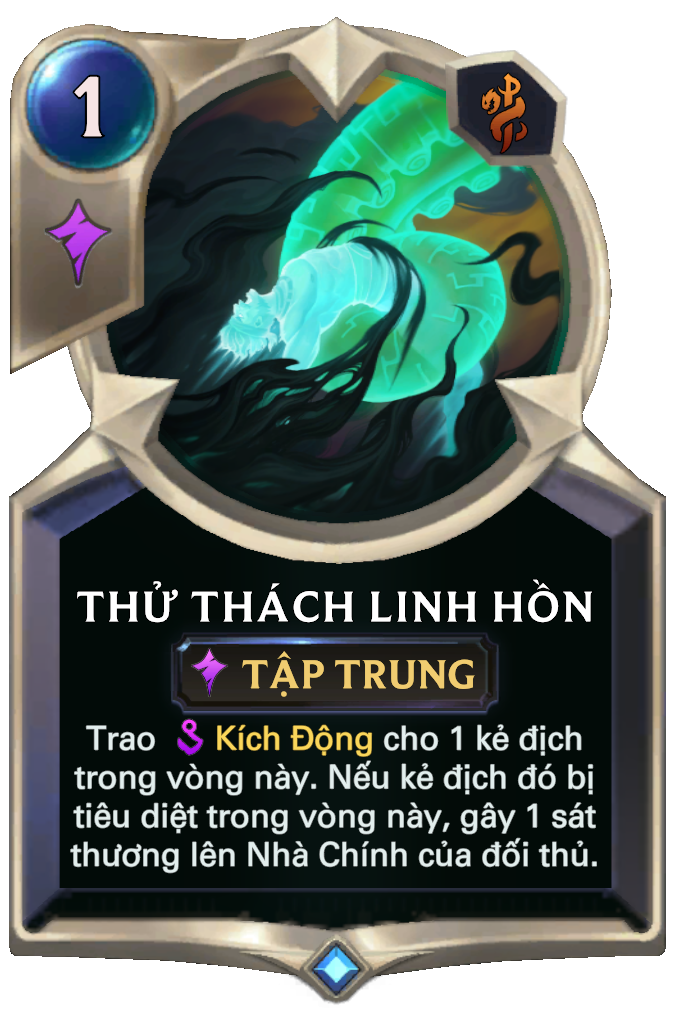 1
THỬ THÁCH LINH HỒN
TẬP TRUNG
Trao Kích Động cho 1 kẻ địch
trong vòng này. Nếu kẻ địch đó bị
tiêu diệt trong vòng này, gây 1 sát
thương lên Nhà Chính của đối thủ.